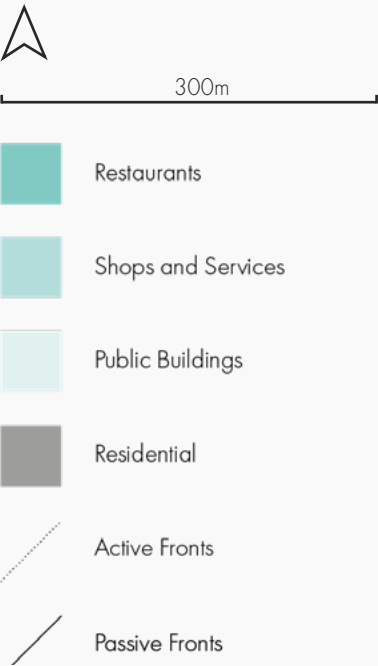 300m
Restaurants
Shops and Services
Public Buildings
Residential
Active Fronts
Passive Fronts